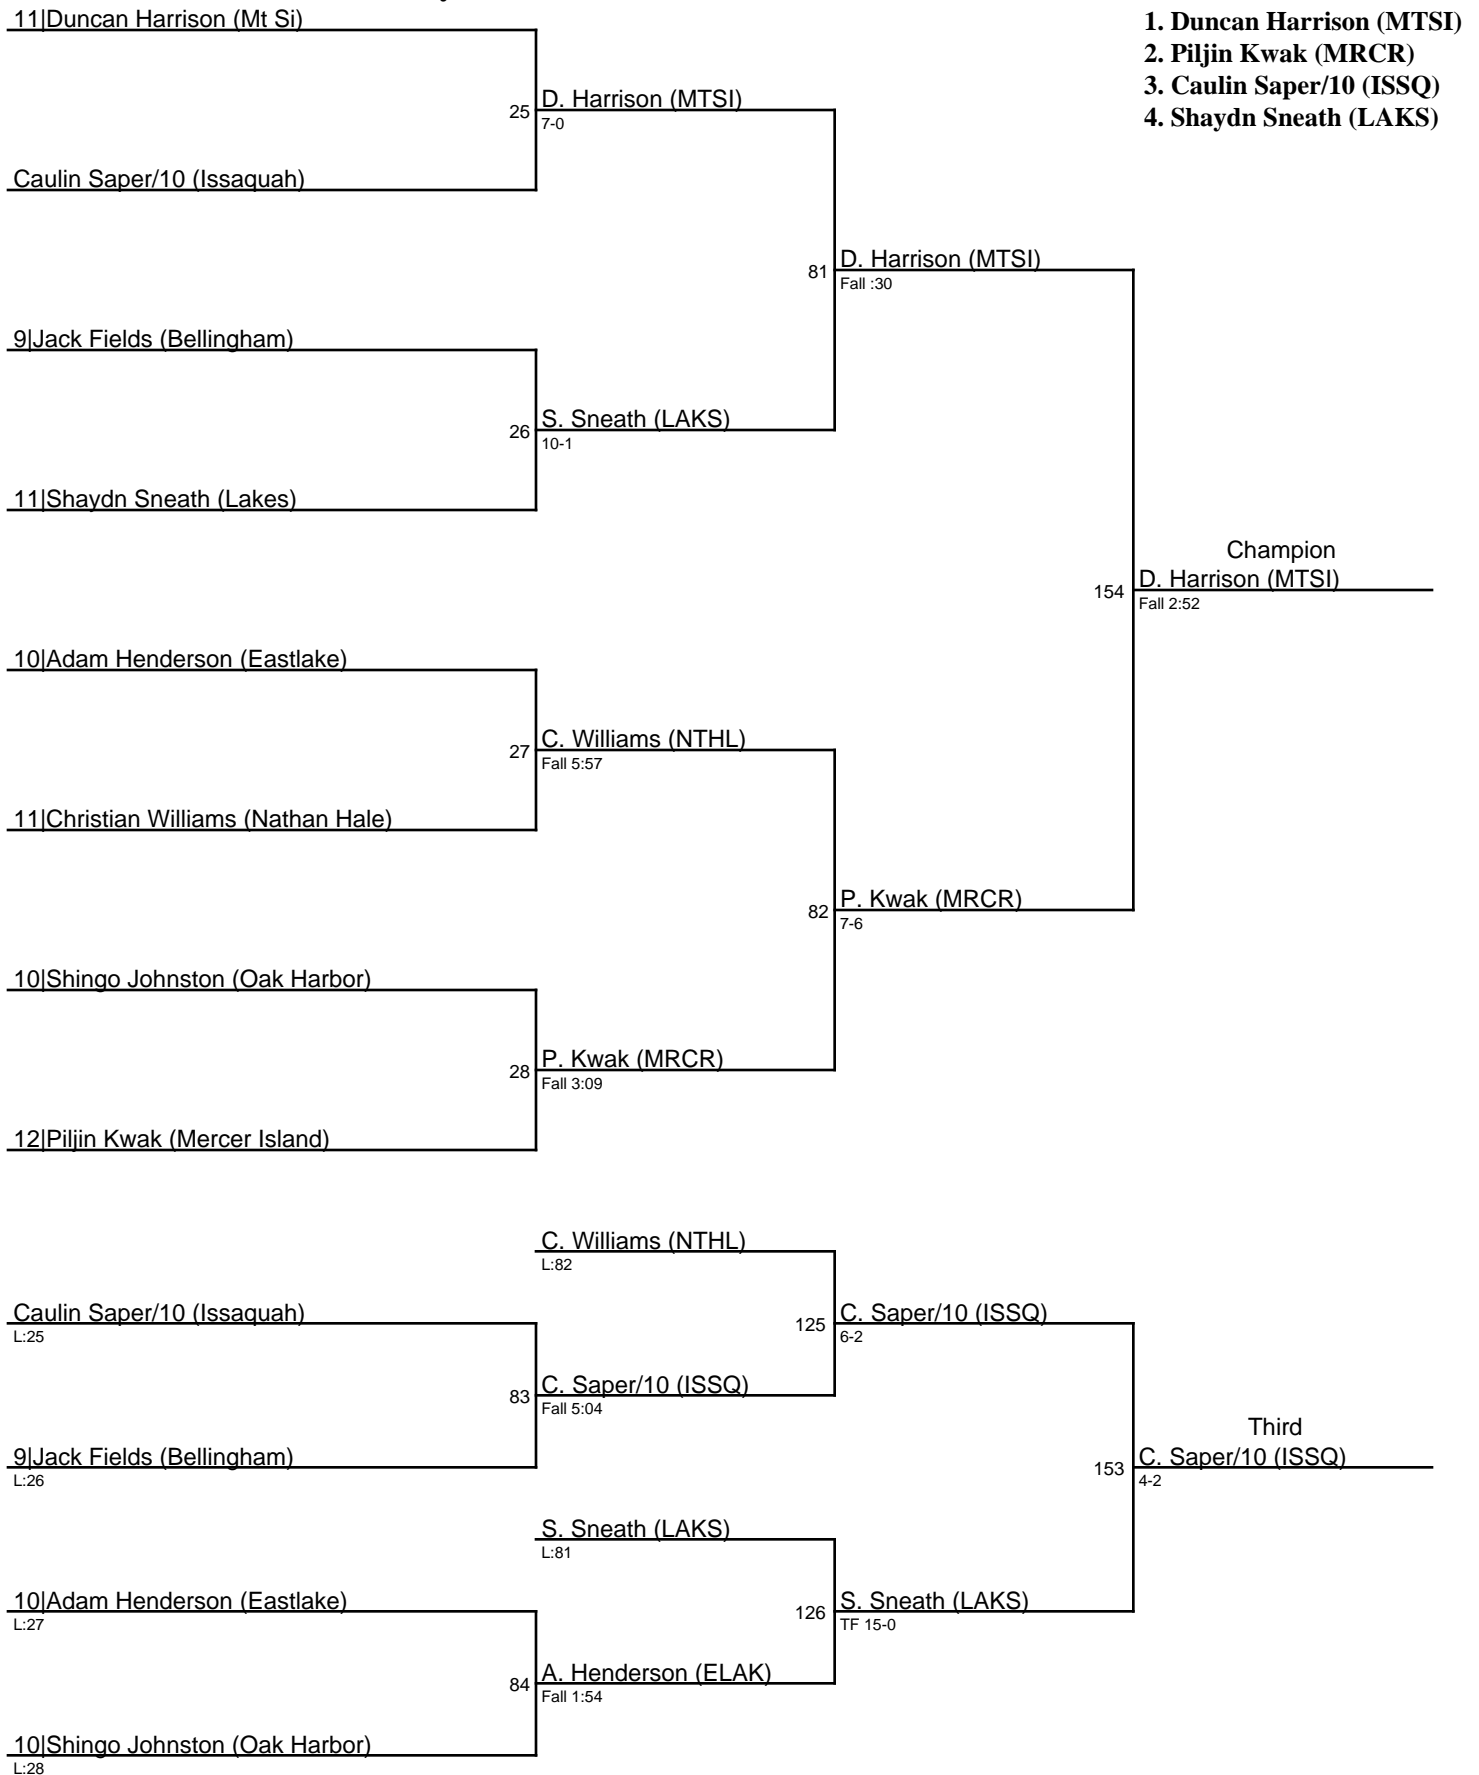 11|Duncan Harrison (Mt Si)
1. Duncan Harrison (MTSI)
2. Piljin Kwak (MRCR)
3. Caulin Saper/10 (ISSQ)
4. Shaydn Sneath (LAKS)
25
D. Harrison (MTSI)
7-0
Caulin Saper/10 (Issaquah)
81
D. Harrison (MTSI)
Fall :30
9|Jack Fields (Bellingham)
26
S. Sneath (LAKS)
10-1
11|Shaydn Sneath (Lakes)
Champion
154
D. Harrison (MTSI)
Fall 2:52
10|Adam Henderson (Eastlake)
27
C. Williams (NTHL)
Fall 5:57
11|Christian Williams (Nathan Hale)
82
P. Kwak (MRCR)
7-6
10|Shingo Johnston (Oak Harbor)
28
P. Kwak (MRCR)
Fall 3:09
12|Piljin Kwak (Mercer Island)
C. Williams (NTHL)
L:82
Caulin Saper/10 (Issaquah)
L:25
125
C. Saper/10 (ISSQ)
6-2
83
C. Saper/10 (ISSQ)
Fall 5:04
9|Jack Fields (Bellingham)
L:26
Third
153
C. Saper/10 (ISSQ)
4-2
S. Sneath (LAKS)
L:81
10|Adam Henderson (Eastlake)
L:27
126
S. Sneath (LAKS)
TF 15-0
84
A. Henderson (ELAK)
Fall 1:54
10|Shingo Johnston (Oak Harbor)
L:28